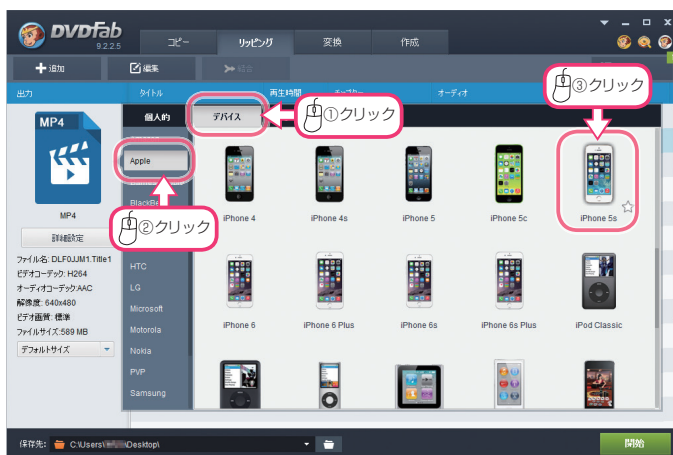 DVDFab
9.2.2.5
コピー
リッピング
変換
作成
追加
編集
結合
出力
タイトル
再生時間
チャプター
オーディオ
MP4
個人的
デバイス
①クリック
③クリック
Apple
BlackBe
②クリック
HTC
LG
Microsoft
Motorola
Nokia
PVP
Samsung
iPhone 4
iPhone 4s
iPhone 5
iPhone 5c
iPhone 5s
iPhone 6
iPhone 6 Plus
iPhone 6s
iPhone 6s Plus
iPod Classic
MP4
詳細設定
ファイル名: DLF0JJM1.Title1
ビデオコーデック: H264
オーディオコーデック:AAC
解像度: 640x480
ビデオ画質: 標準
ファイルサイズ:589 MB
デフォルトサイズ
保存先:
C:\Users\
\Desktop\
開始